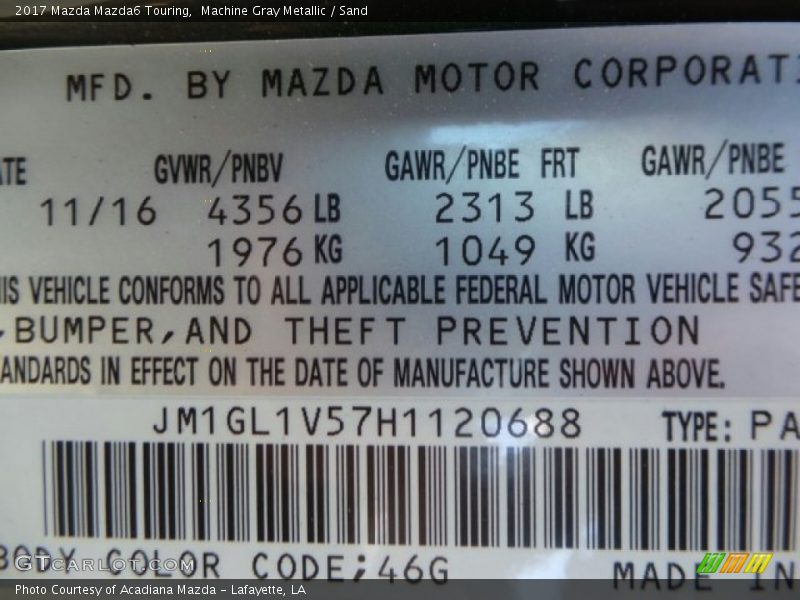 2017 Mazda Mazda6 Touring,  Machine Gray Metallic / Sand
MFD. BY MAZDA MOTOR CORPORATI
ATE GVWR/PNBV GAWR/PNBE FRT GAWR/PNBE
11/16 4356 LB 2313 LB 2055
1976 KG 1049 KG 932
HIS VEHICLE CONFORMS TO ALL APPLICABLE FEDERAL MOTOR VEHICLE SAFE
,BUMPER,AND THEFT PREVENTION
ANDARDS IN EFFECT ON THE DATE OF MANUFACTURE SHOWN ABOVE.
JM1GL1V57H1120688 TYPE: PA
BODY COLOR CODE;46G
MADE IN
GTcarlot.com
Photo Courtesy of Acadiana Mazda - Lafayette, LA